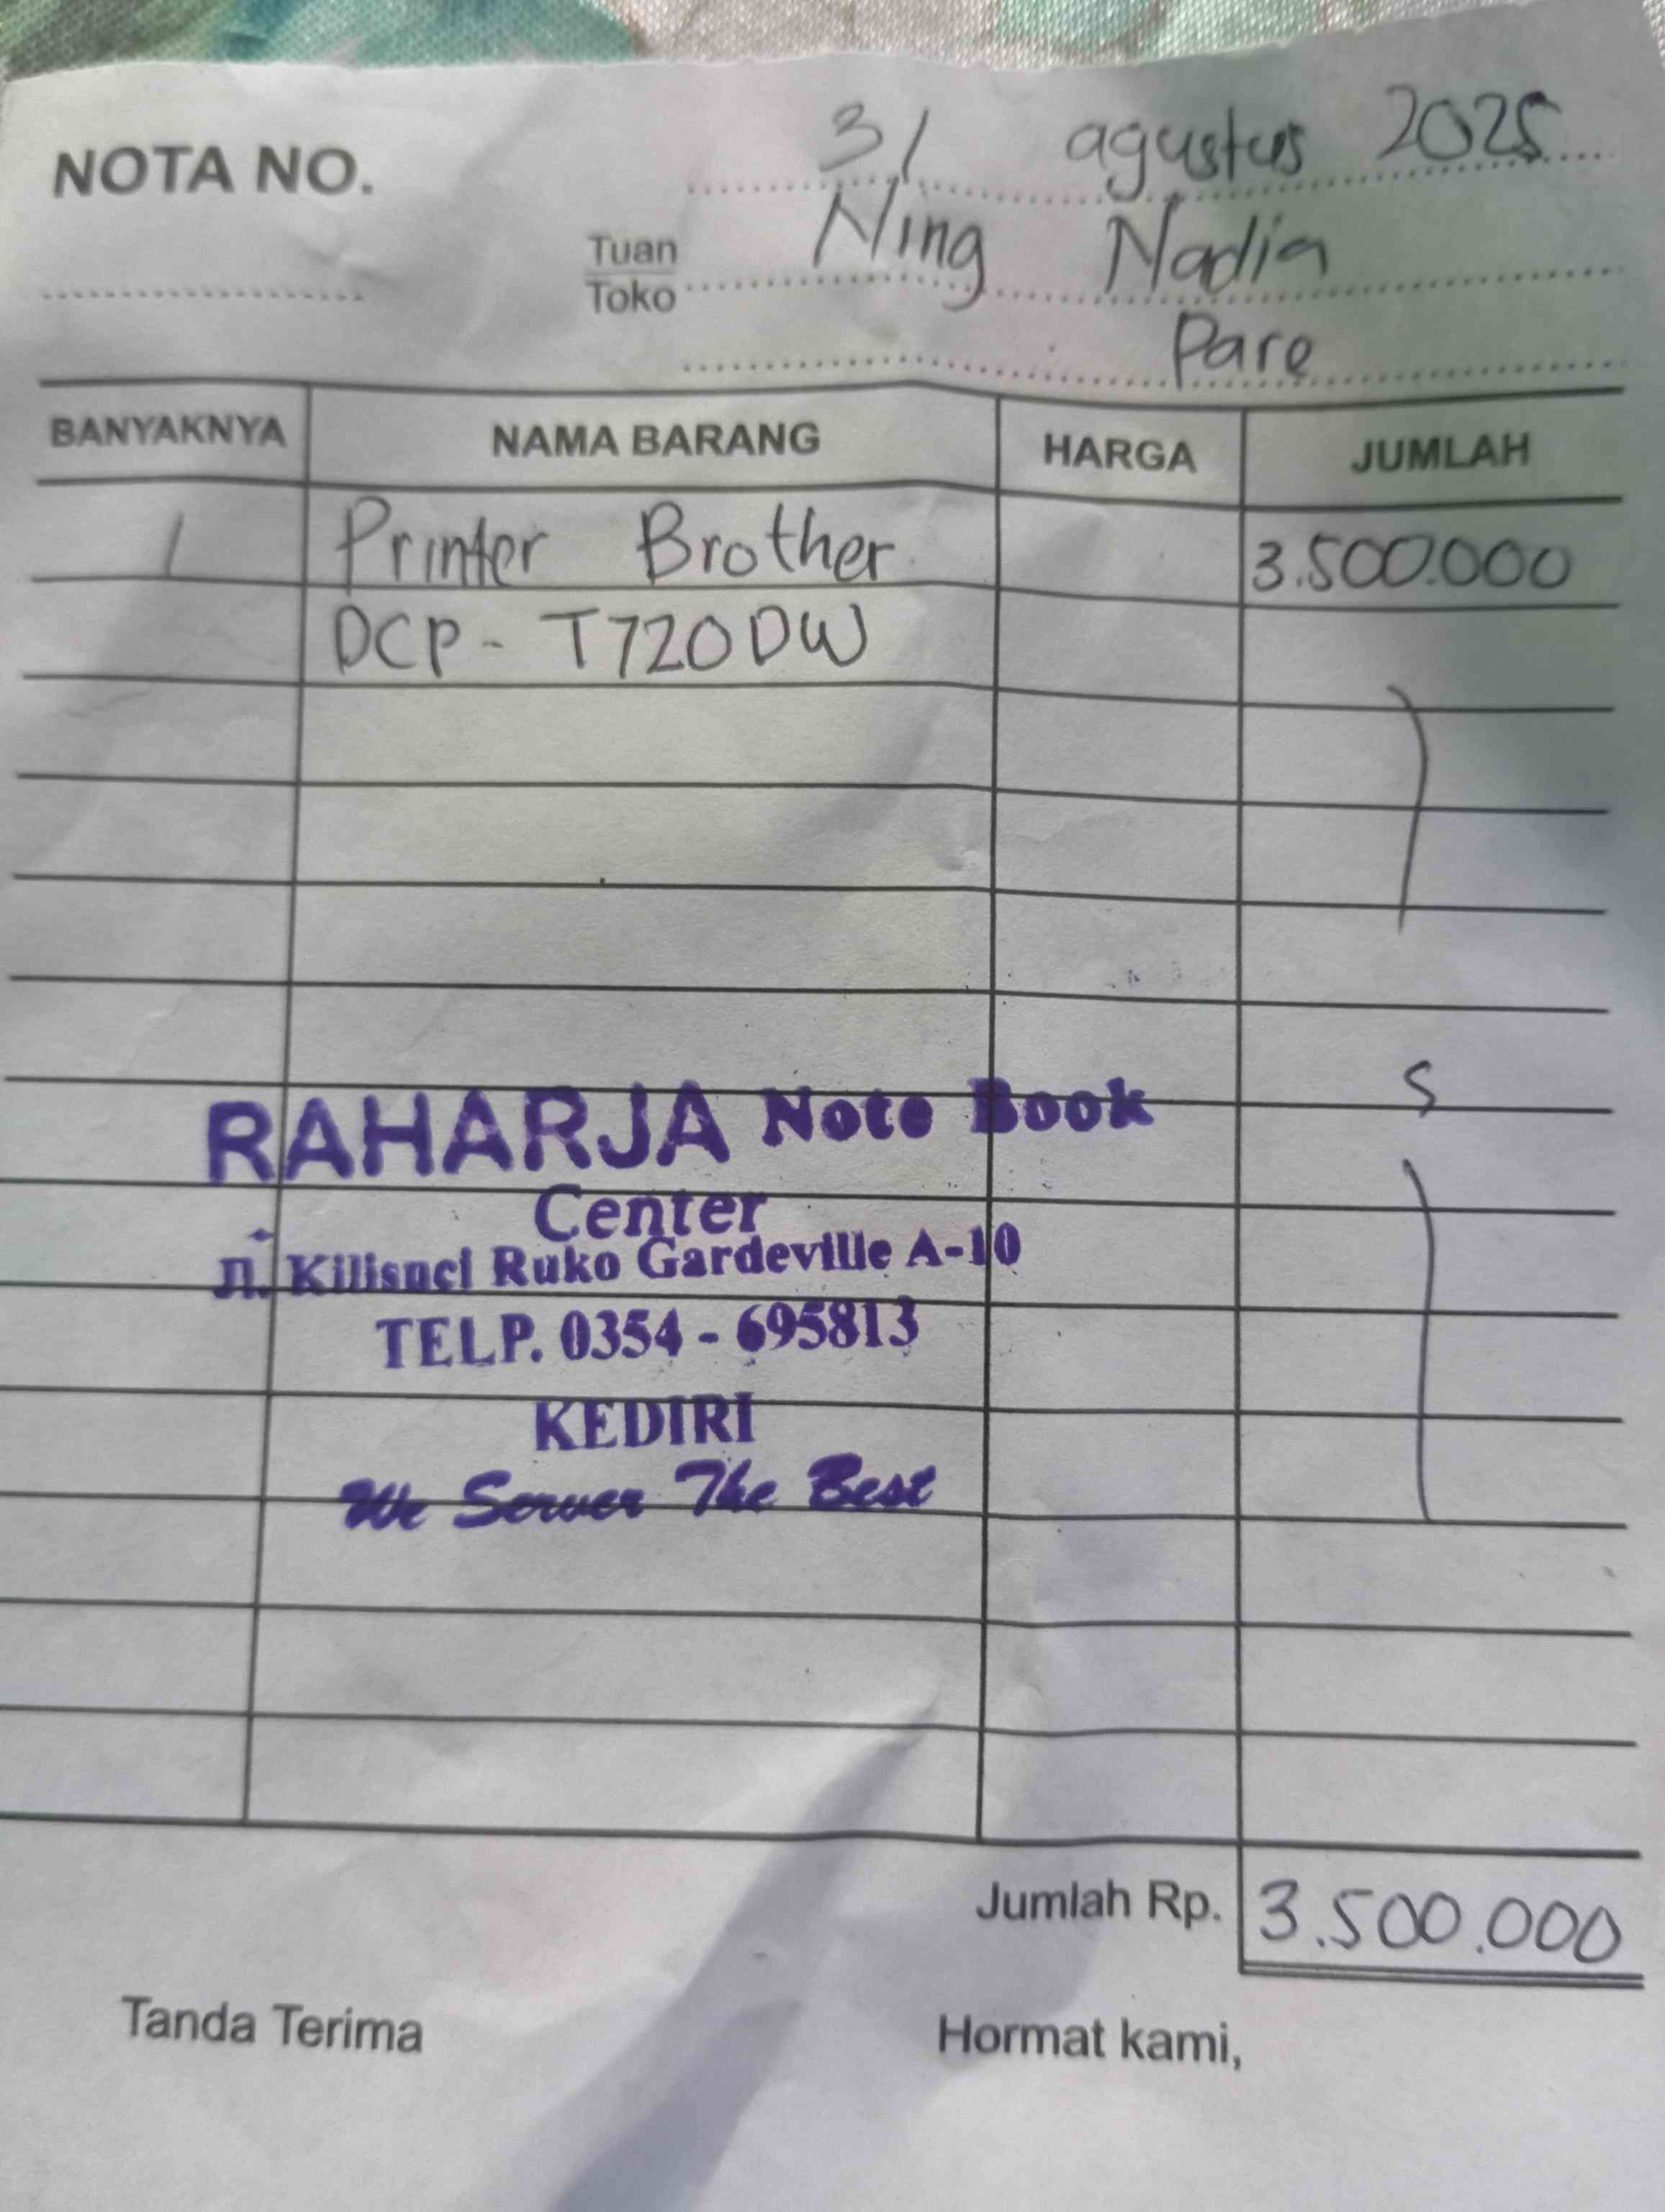 31 agustus 2025
NOTA NO.
Tuan Ning Nadia
Toko
Pare
BANYAKNYA NAMA BARANG HARGA JUMLAH
1 Printer Brother 3.500.000
DCP - T720DW
S
RAHARJA Note Book
Center
Jl. Kilisuci Ruko Gardeville A-10
TELP. 0354 - 695813
KEDIRI
We Server The Best
Jumlah Rp. 3.500.000
Tanda Terima Hormat kami,